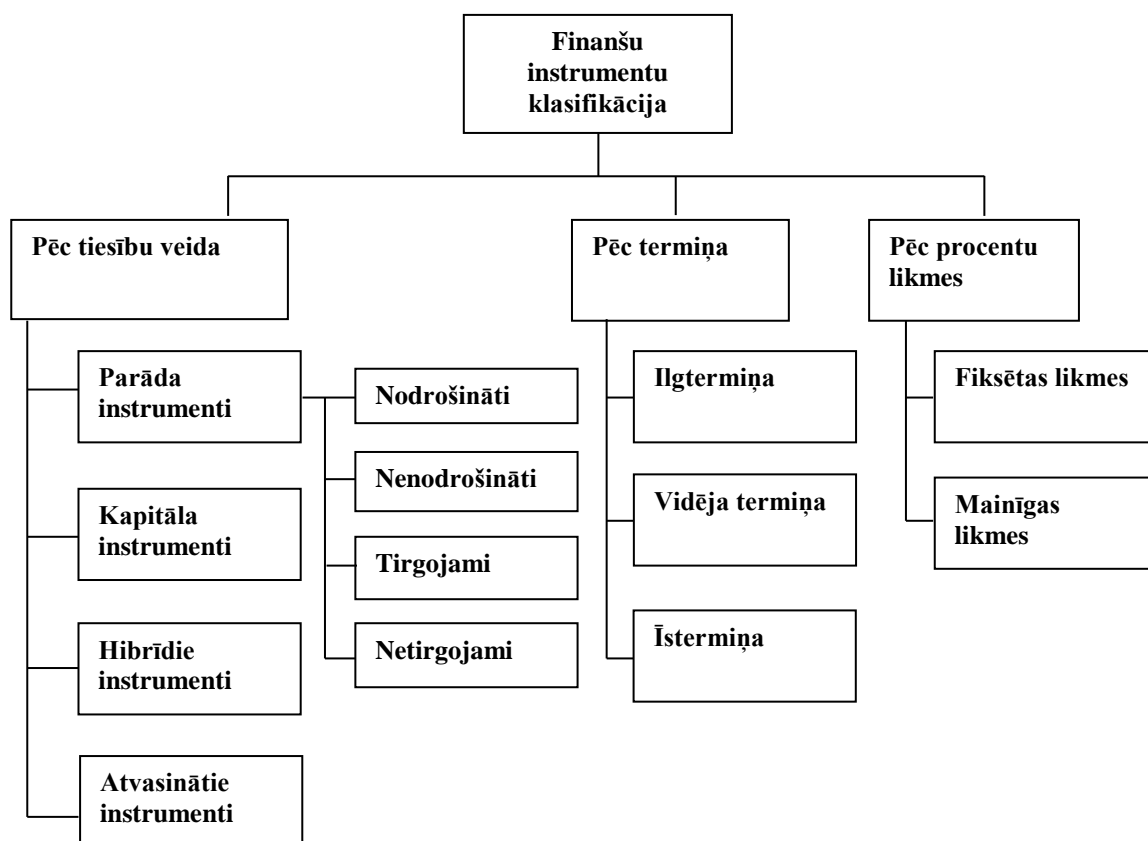 Finanšu
instrumentu
klasifikācija
Pēc tiesību veida
Pēc termiņa
Pēc procentu
likmes
Parāda
instrumenti
Nodrošināti
Nenodrošināti
Tirgojami
Netirgojami
Kapitāla
instrumenti
Hibrīdie
instrumenti
Atvasinātie
instrumenti
Ilgtermiņa
Vidēja termiņa
Īstermiņa
Fiksētas likmes
Mainīgas
likmes